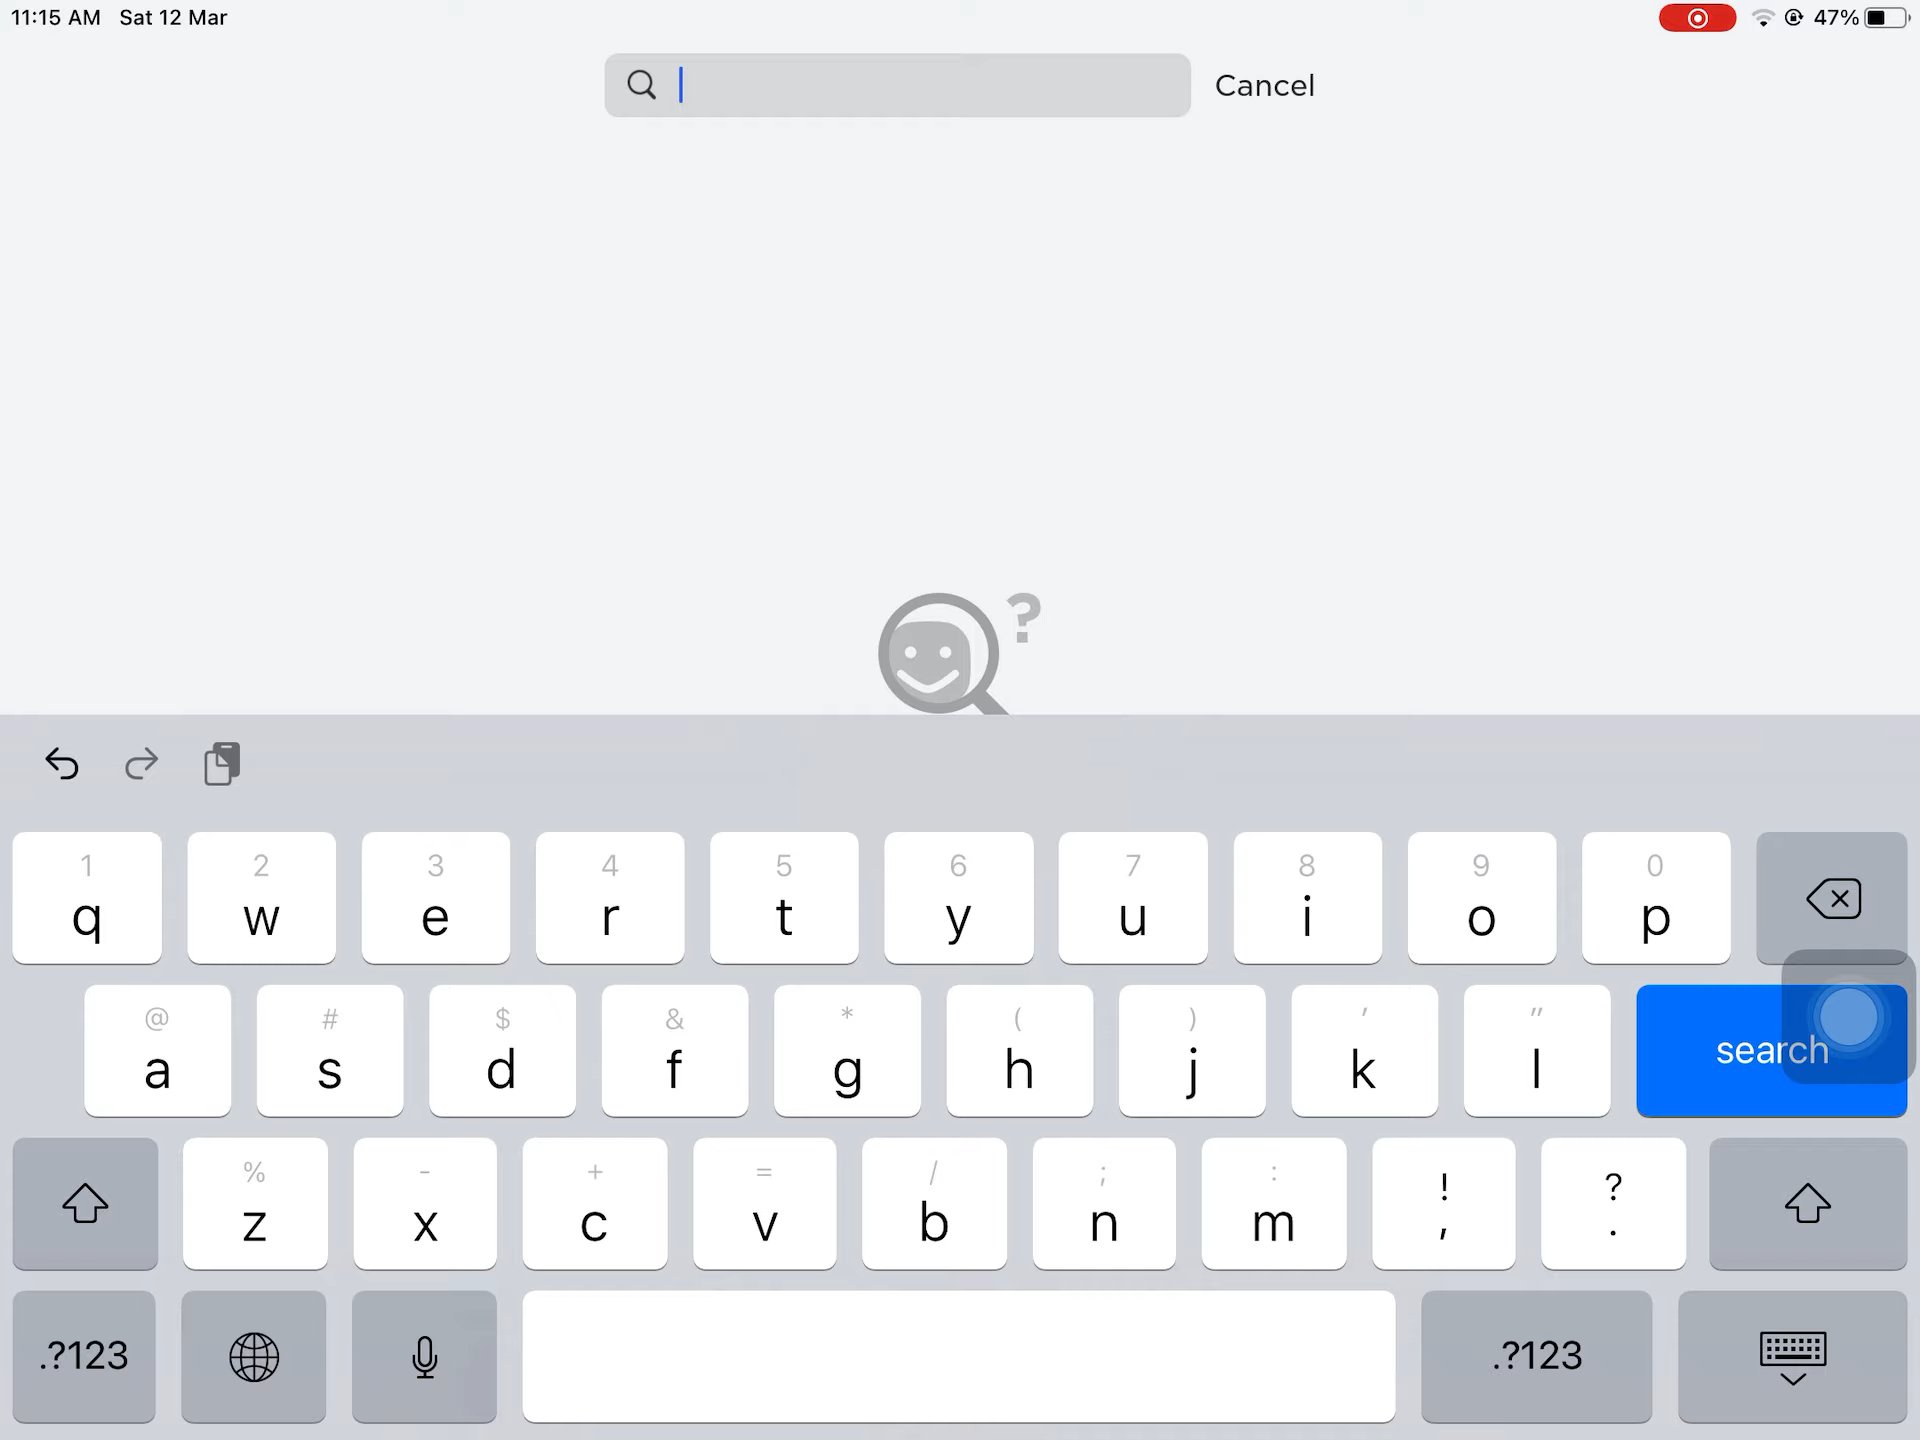 11:15 AM Sat 12 Mar 47%
Cancel
?
1 2 3 4 5 6 7 8 9 0
q w e r t y u i o p
@ # $ & * ( ) ' "
a s d f g h j k l search
% - + = / ; : ! ?
z x c v b n m , .
.?123 .?123